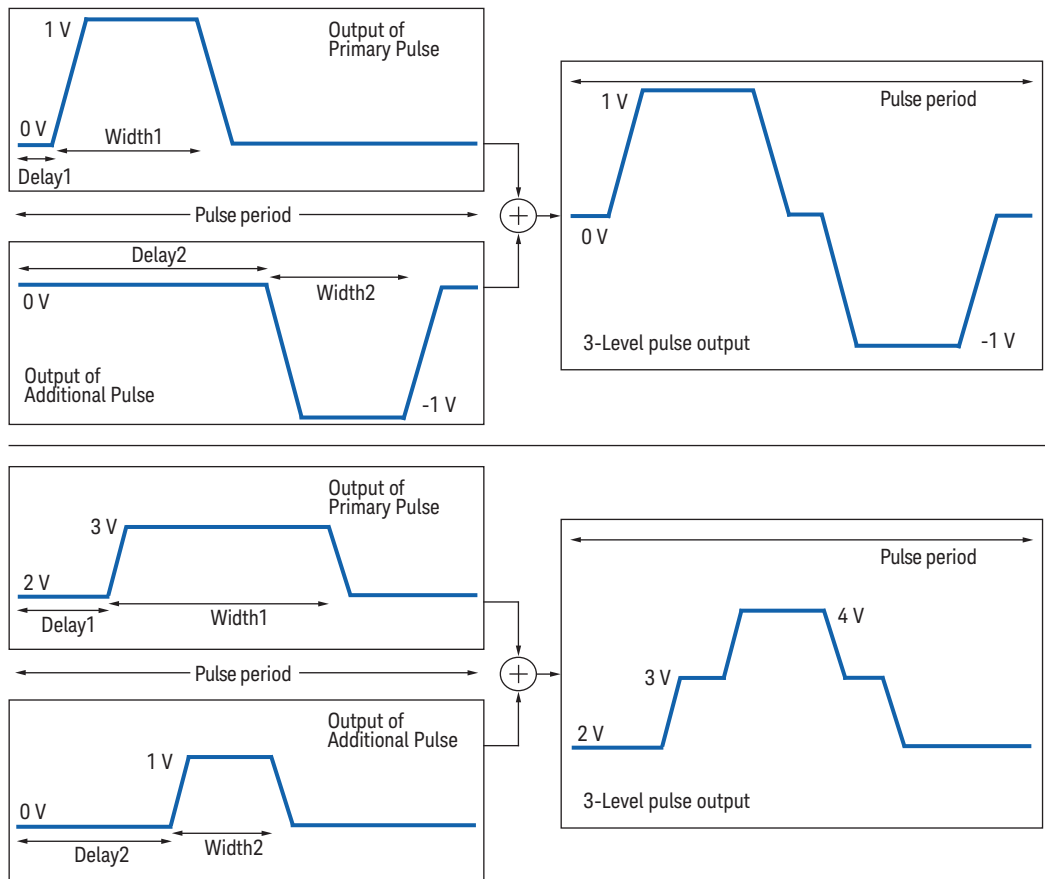 1 V
Output of
Primary Pulse
0 V
Width1
Delay1
Pulse period
Delay2
Width2
0 V
Output of
Additional Pulse
-1 V
+
Pulse period
1 V
0 V
3-Level pulse output
-1 V
Output of
Primary Pulse
3 V
2 V
Delay1
Width1
Pulse period
Output of
Additional Pulse
1 V
0 V
Delay2
Width2
+
Pulse period
4 V
3 V
2 V
3-Level pulse output